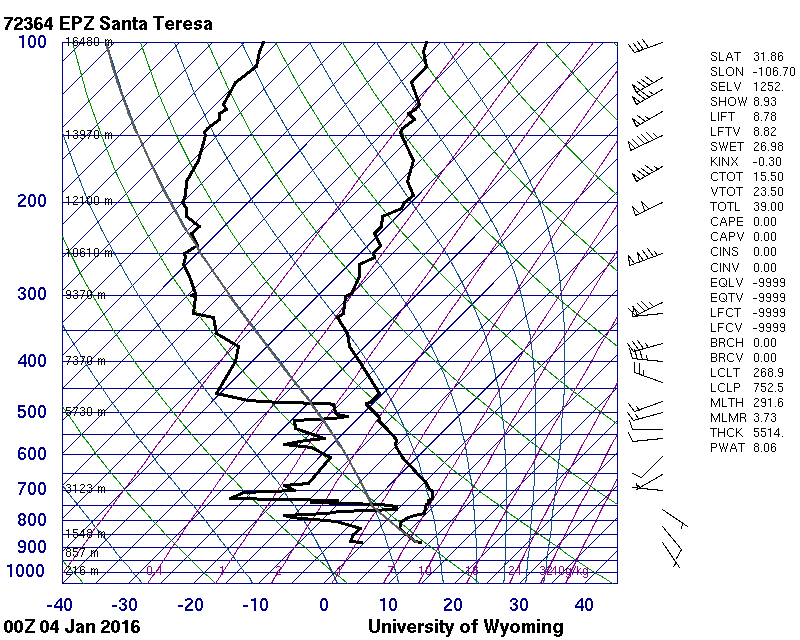 72364 EPZ Santa Teresa
100
16480 m
13970 m
200
12100 m
10610 m
300
9370 m
400
7370 m
500
5730 m
600
700
3123 m
800
1548 m
900
857 m
1000
216 m
0.4 1 2 4 7 10 16 24 32 40g/kg
-40 -30 -20 -10 0 10 20 30 40
00Z 04 Jan 2016 University of Wyoming
SLAT 31.86
SLON -106.70
SELV 1252.
SHOW 8.93
LIFT 8.78
LFTV 8.82
SWET 26.98
KINX -0.30
CTOT 15.50
VTOT 23.50
TOTL 39.00
CAPE 0.00
CAPV 0.00
CINS 0.00
CINV 0.00
EQLV -9999
EQTV -9999
LFCT -9999
LFCV -9999
BRCH 0.00
BRCV 0.00
LCLT 268.9
LCLP 752.5
MLTH 291.6
MLMR 3.73
THCK 5514.
PWAT 8.06